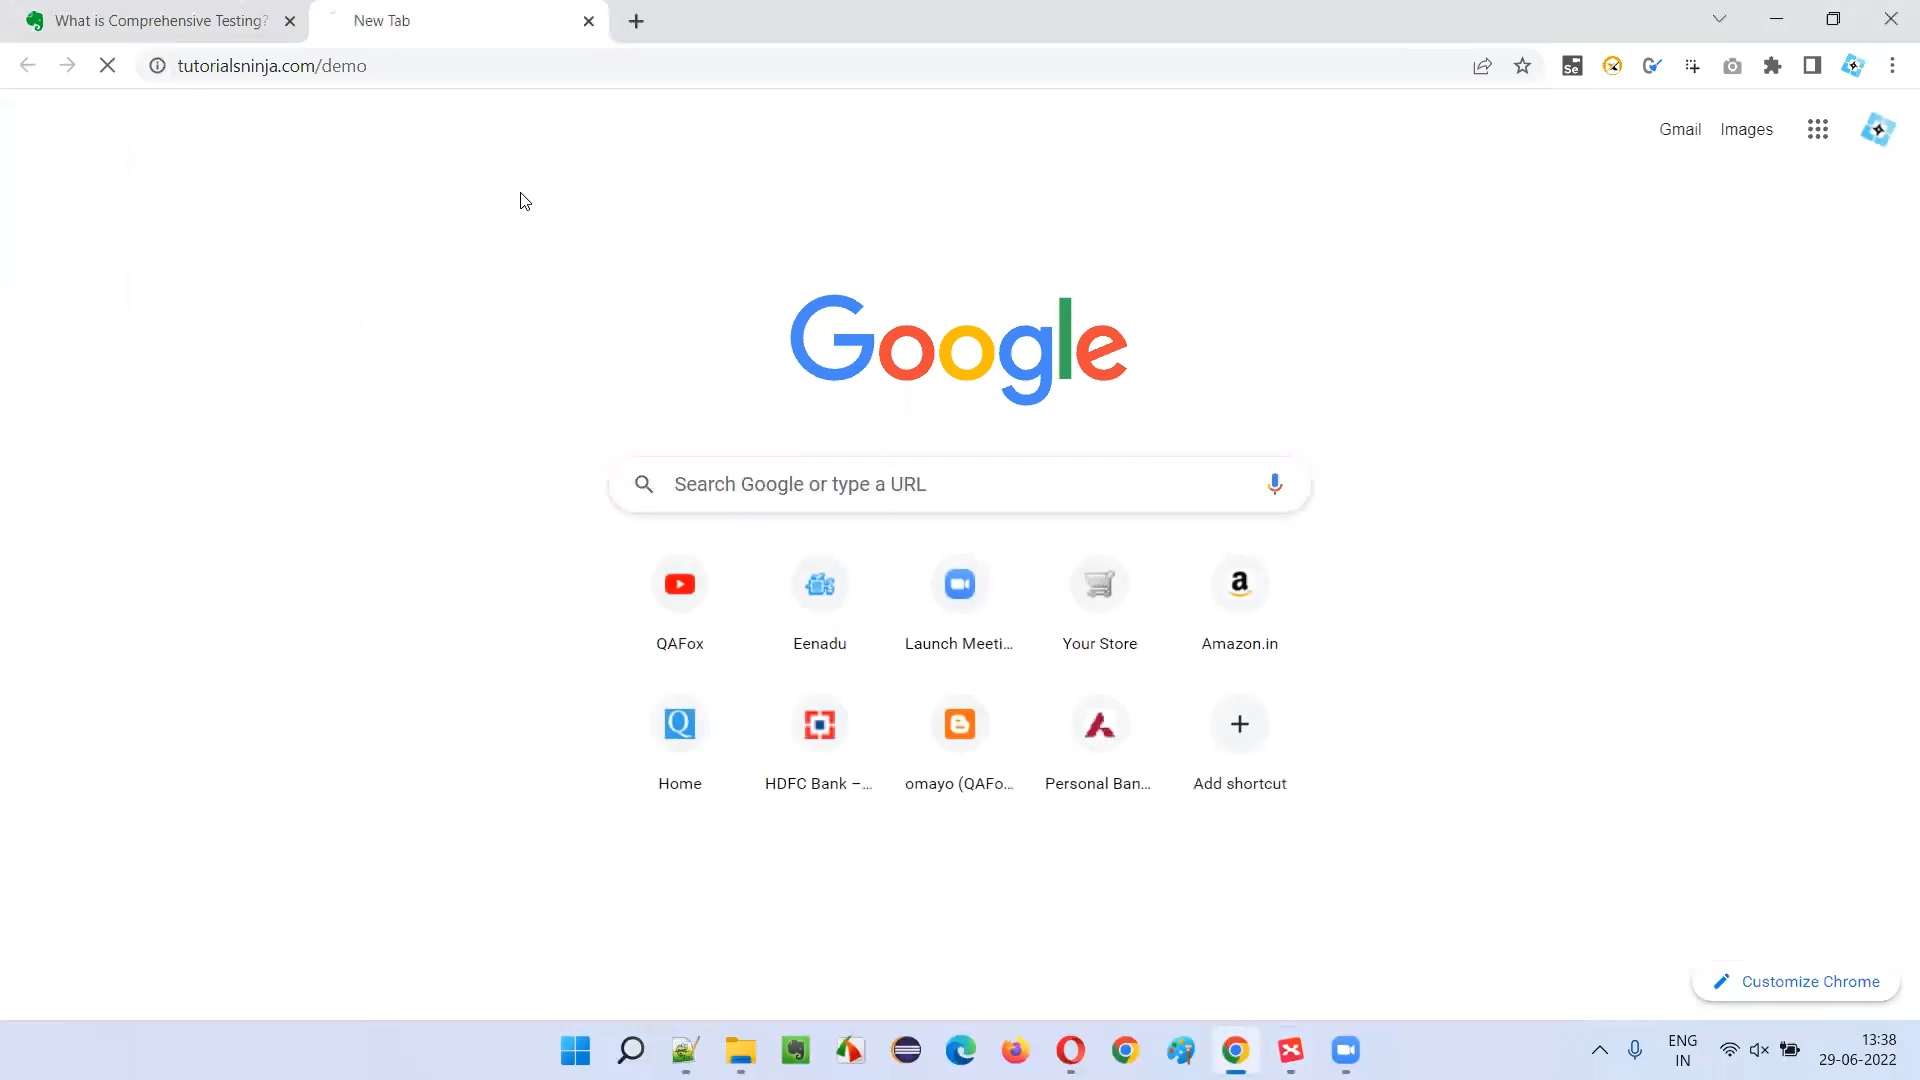 What is Comprehensive Testing?
New Tab
tutorialsninja.com/demo
Se
Gmail
Images
Google
Search Google or type a URL
QAFox
Eenadu
Launch Meeti...
Your Store
a
Amazon.in
Q
Home
HDFC Bank –...
omayo (QAFo...
Personal Ban...
Add shortcut
Customize Chrome
ENG
IN
13:38
29-06-2022